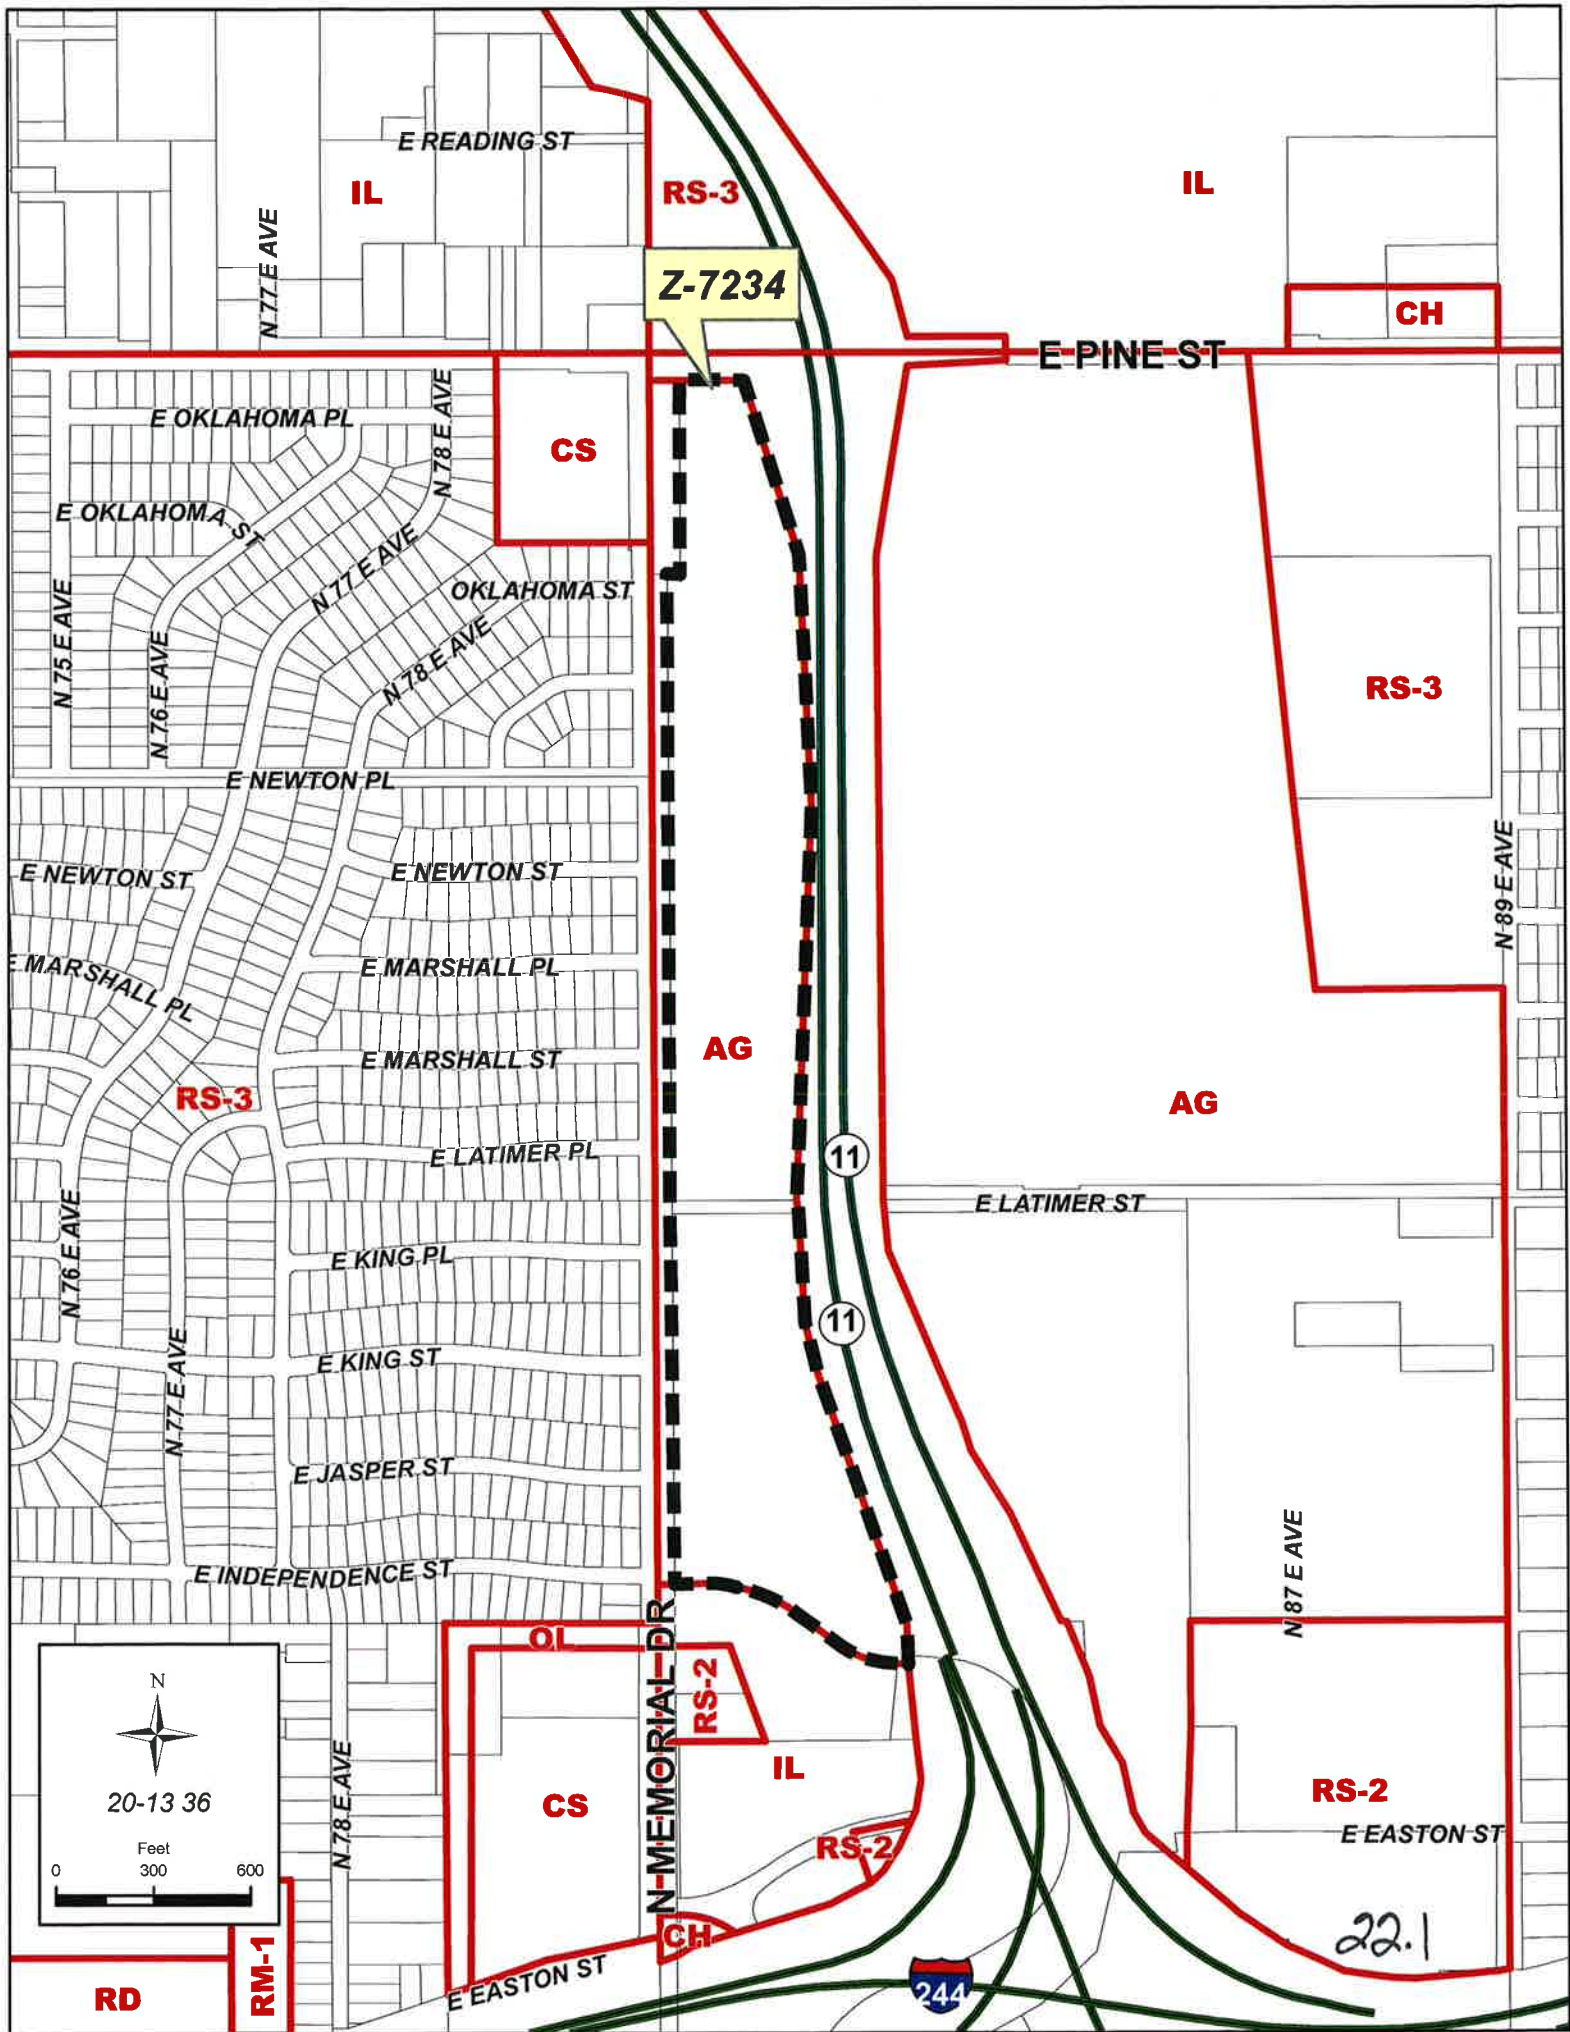 E READING ST
IL
RS-3
IL
N 77 E AVE
Z-7234
CH
E PINE ST
E OKLAHOMA PL
N 78 E AVE
CS
E OKLAHOMA ST
N 77 E AVE
OKLAHOMA ST
N 75 E AVE
N 76 E AVE
N 78 E AVE
RS-3
E NEWTON PL
E NEWTON ST
E NEWTON ST
N 89 E AVE
E MARSHALL PL
E MARSHALL PL
AG
E MARSHALL ST
RS-3
AG
E LATIMER PL
11
E LATIMER ST
N 76 E AVE
E KING PL
11
E KING ST
N 77 E AVE
E JASPER ST
E INDEPENDENCE ST
N 87 E AVE
OL
N MEMORIAL DR
RS-2
N
20-13 36
Feet
0 300 600
N 78 E AVE
IL
CS
RS-2
RS-2
E EASTON ST
CH
22.1
RM-1
RD
E EASTON ST
244